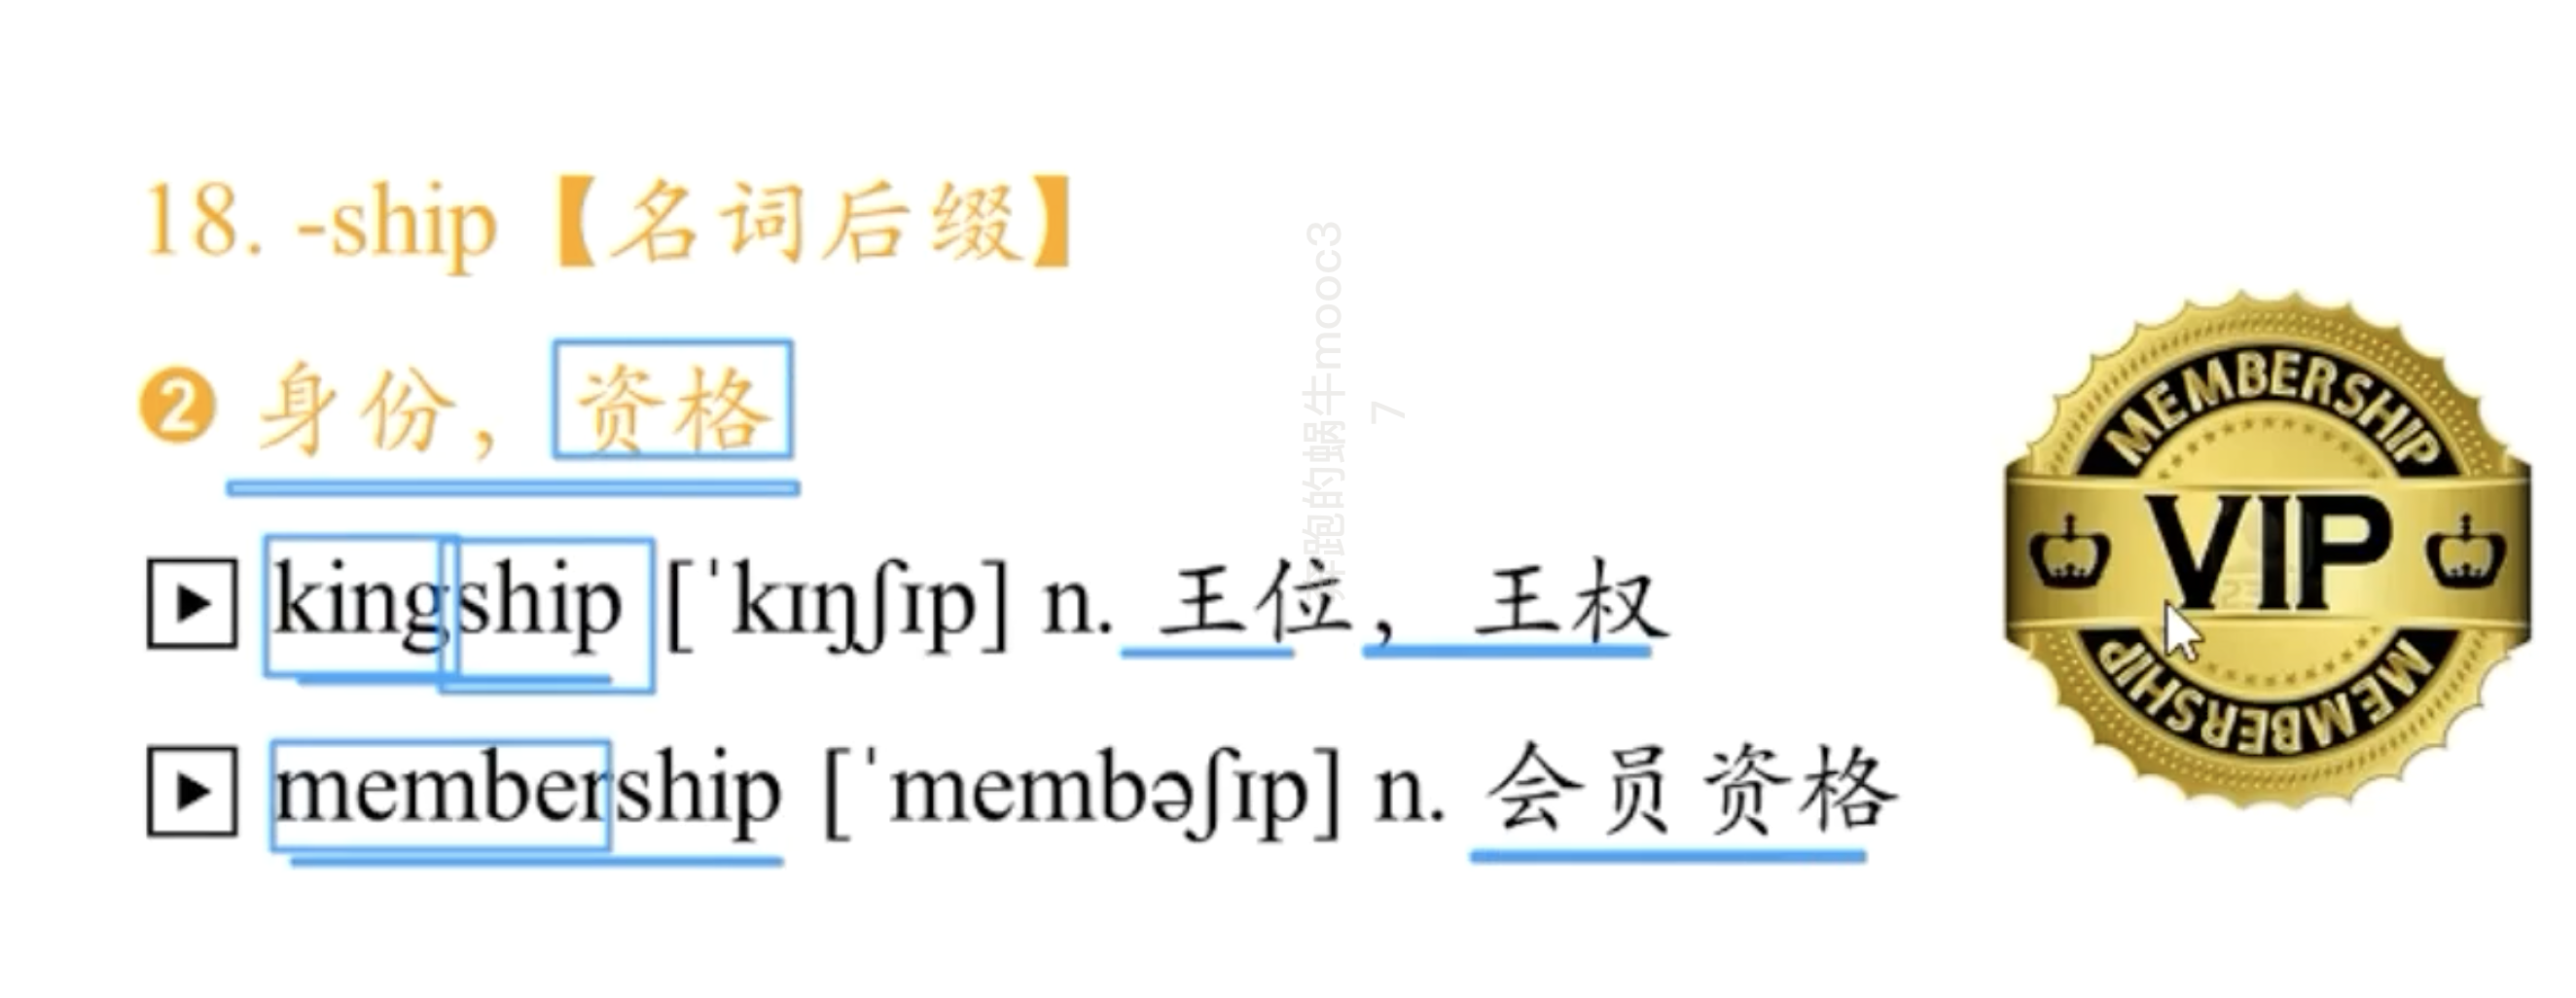 18. -ship【名词后缀】
❷ 身份，资格
▶ kingship [ˈkɪŋʃɪp] n. 王位，王权
▶ membership [ˈmembəʃɪp] n. 会员资格
MEMBERSHIP
VIP
MEMBERSHIP
跑的蜗牛mooc3
7